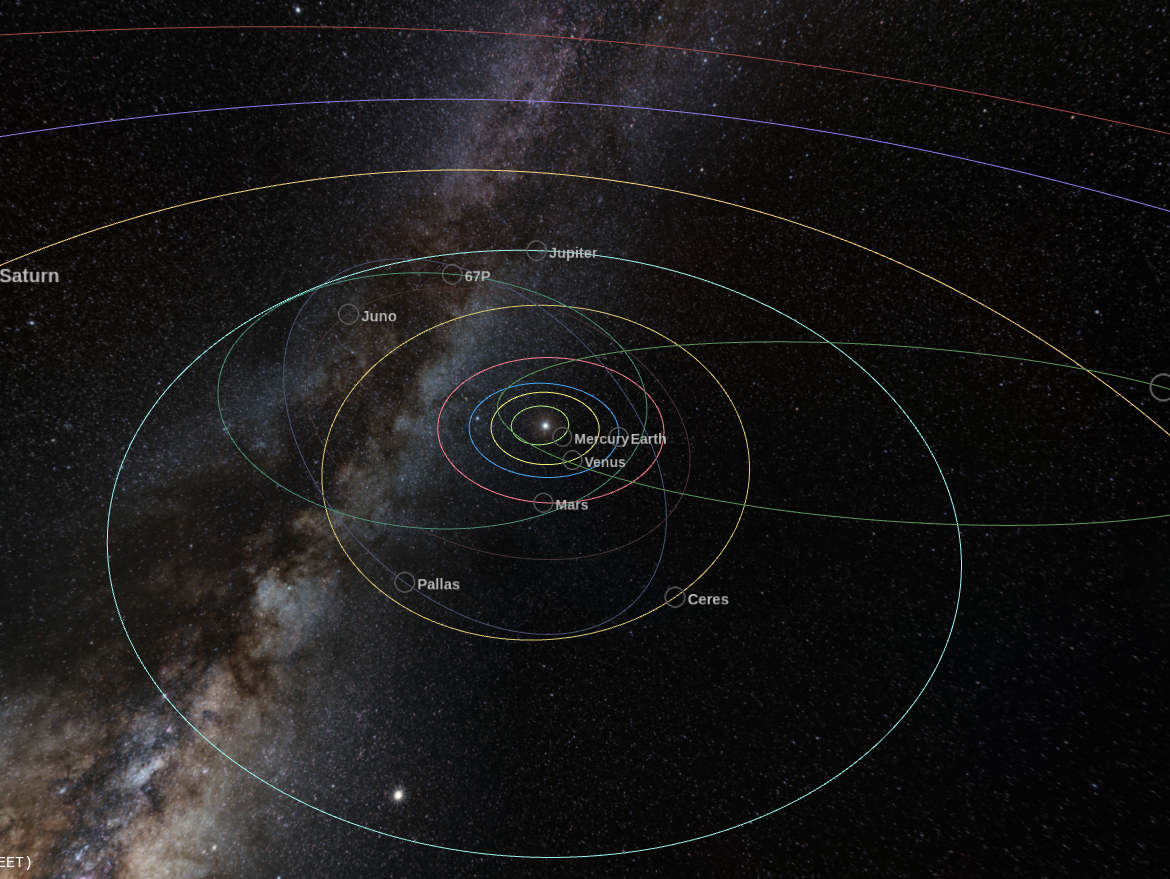 Jupiter
Saturn
67P
Juno
Mercury
Earth
Venus
Mars
Pallas
Ceres
EET)